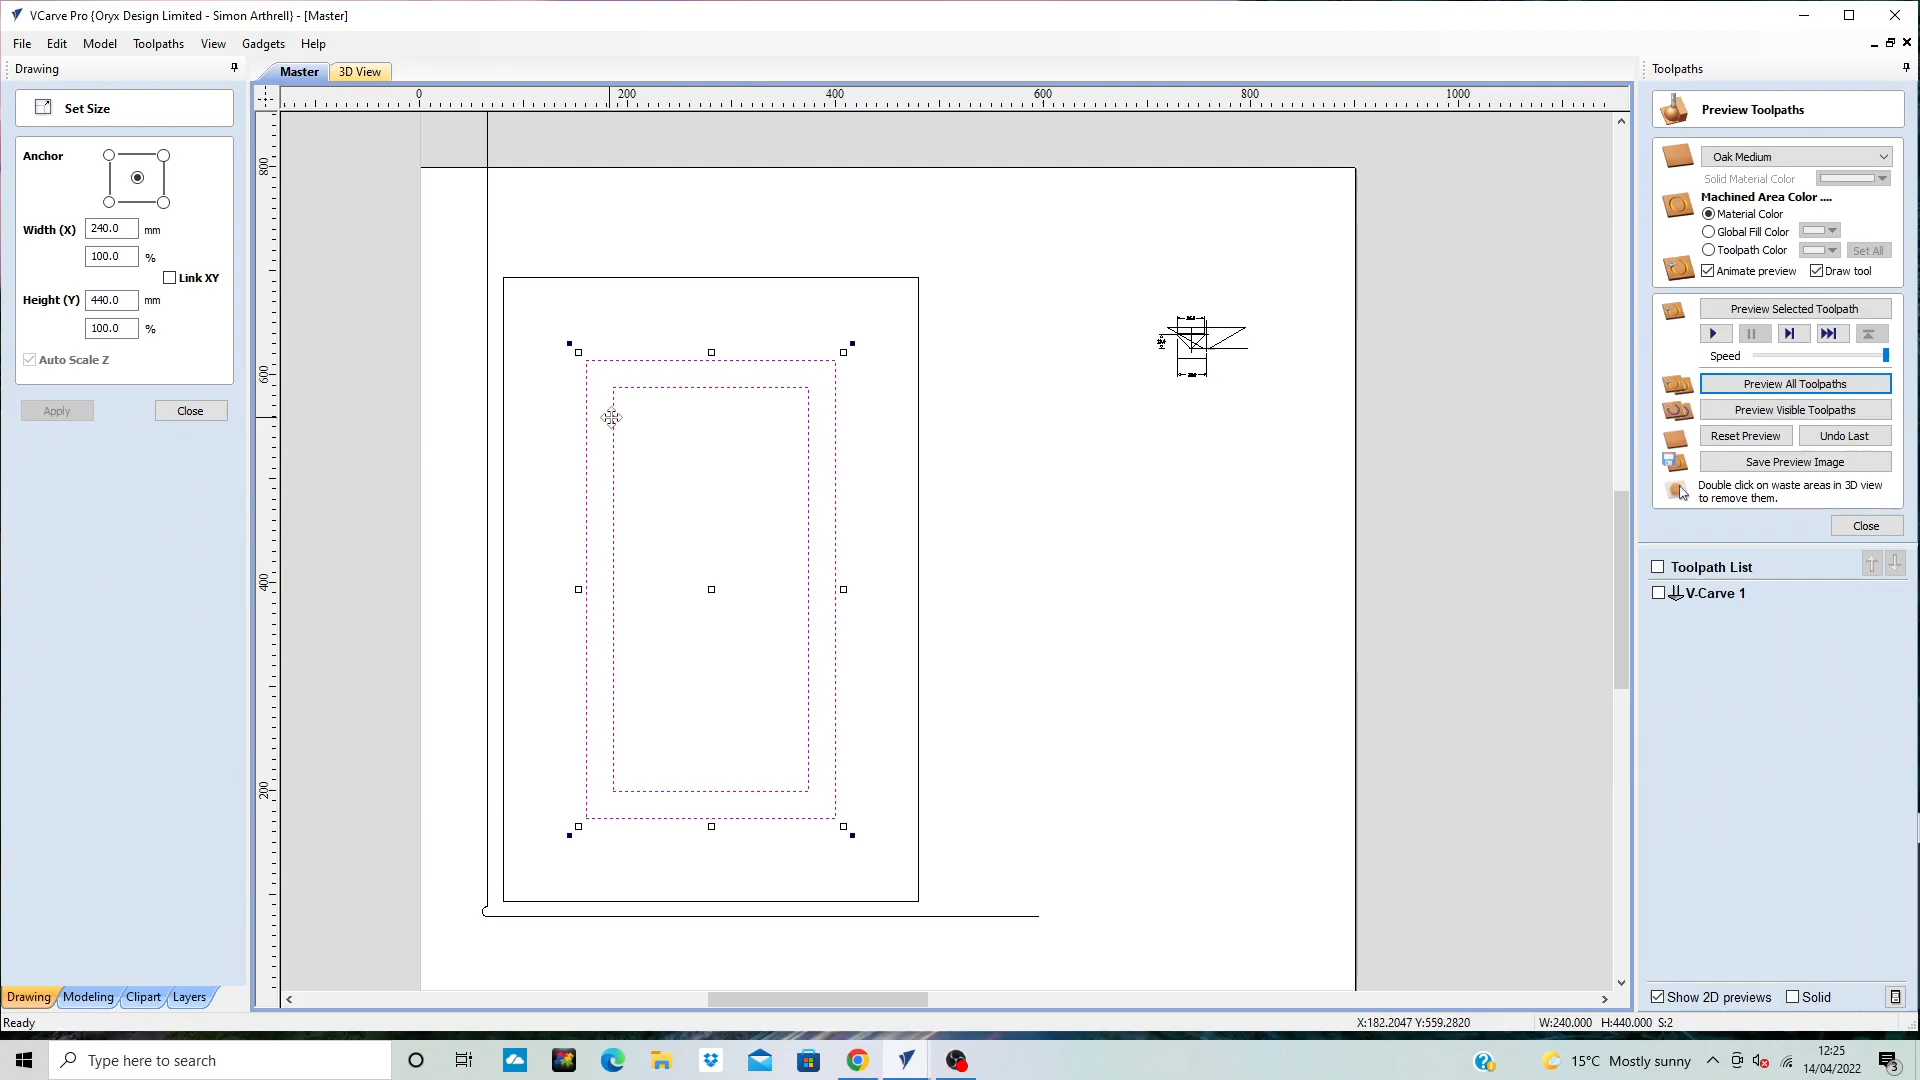 VCarve Pro {Oryx Design Limited - Simon Arthrell} - [Master]
File Edit Model Toolpaths View Gadgets Help
Drawing
Set Size
Anchor
Width (X) 240.0 mm
100.0 %
Link XY
Height (Y) 440.0 mm
100.0 %
Auto Scale Z
Apply Close
Master 3D View
0 200 400 600 800 1000
800
600
400
200
Toolpaths
Preview Toolpaths
Oak Medium
Solid Material Color
Machined Area Color ....
Material Color
Global Fill Color
Toolpath Color Set All
Animate preview Draw tool
Preview Selected Toolpath
Speed
Preview All Toolpaths
Preview Visible Toolpaths
Reset Preview Undo Last
Save Preview Image
Double click on waste areas in 3D view
to remove them.
Close
Toolpath List
V-Carve 1
Show 2D previews Solid
Drawing Modeling Clipart Layers
Ready
X:182.2047 Y:559.2820 W:240.000 H:440.000 S:2
Type here to search
15°C Mostly sunny
12:25
14/04/2022
3